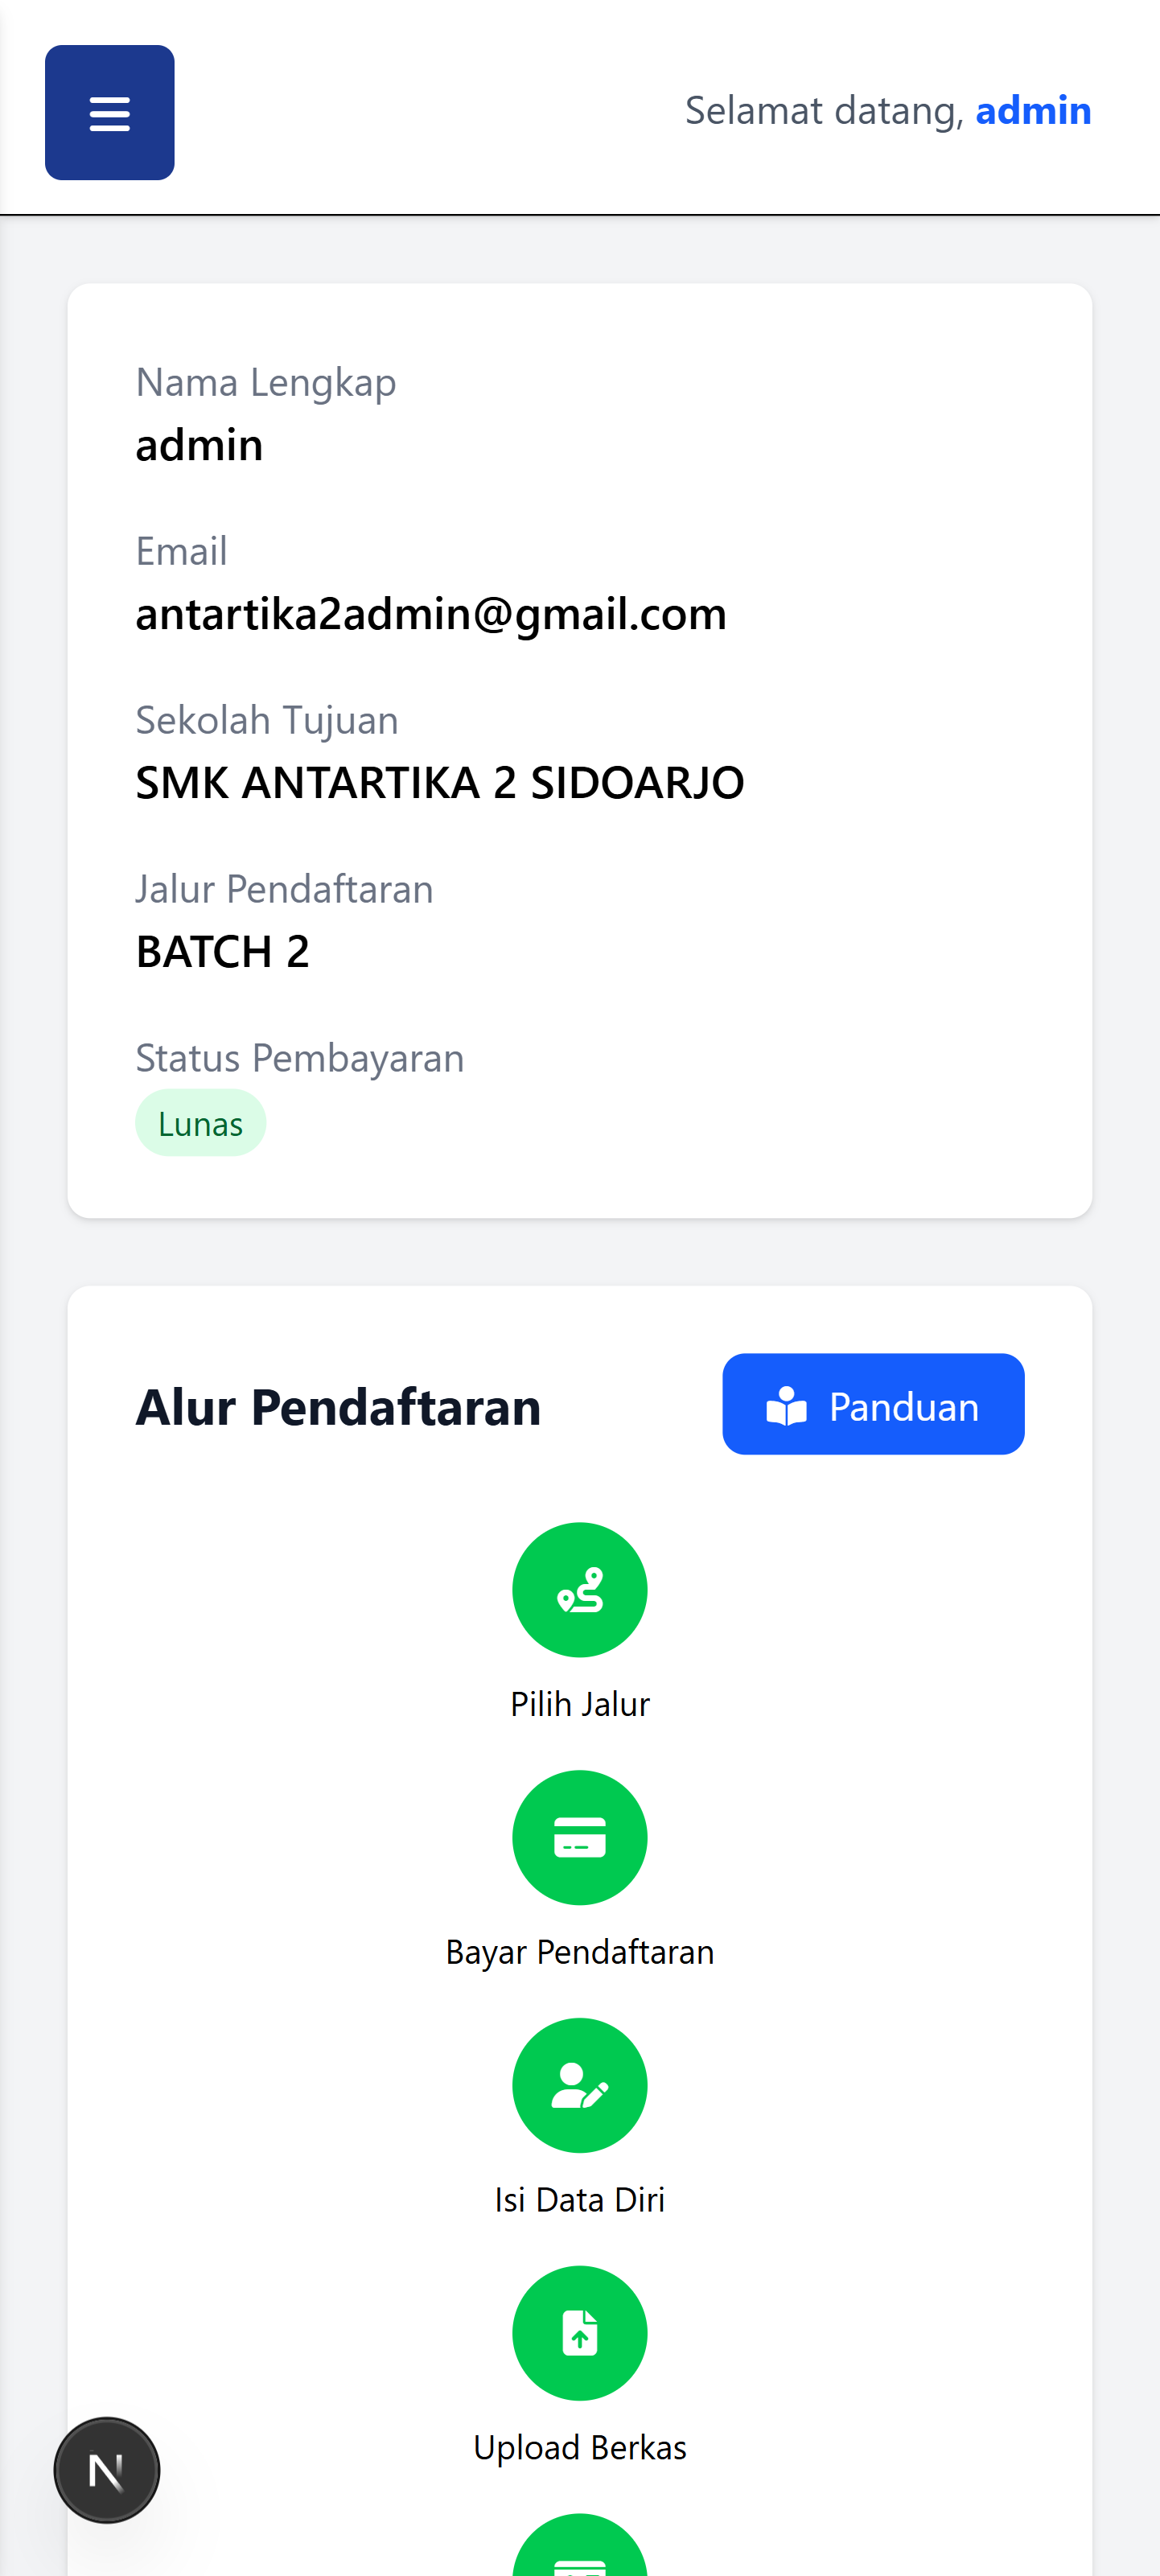 Selamat datang, admin
Nama Lengkap
admin
Email
antartika2admin@gmail.com
Sekolah Tujuan
SMK ANTARTIKA 2 SIDOARJO
Jalur Pendaftaran
BATCH 2
Status Pembayaran
Lunas
Alur Pendaftaran
Panduan
Pilih Jalur
Bayar Pendaftaran
Isi Data Diri
Upload Berkas
N